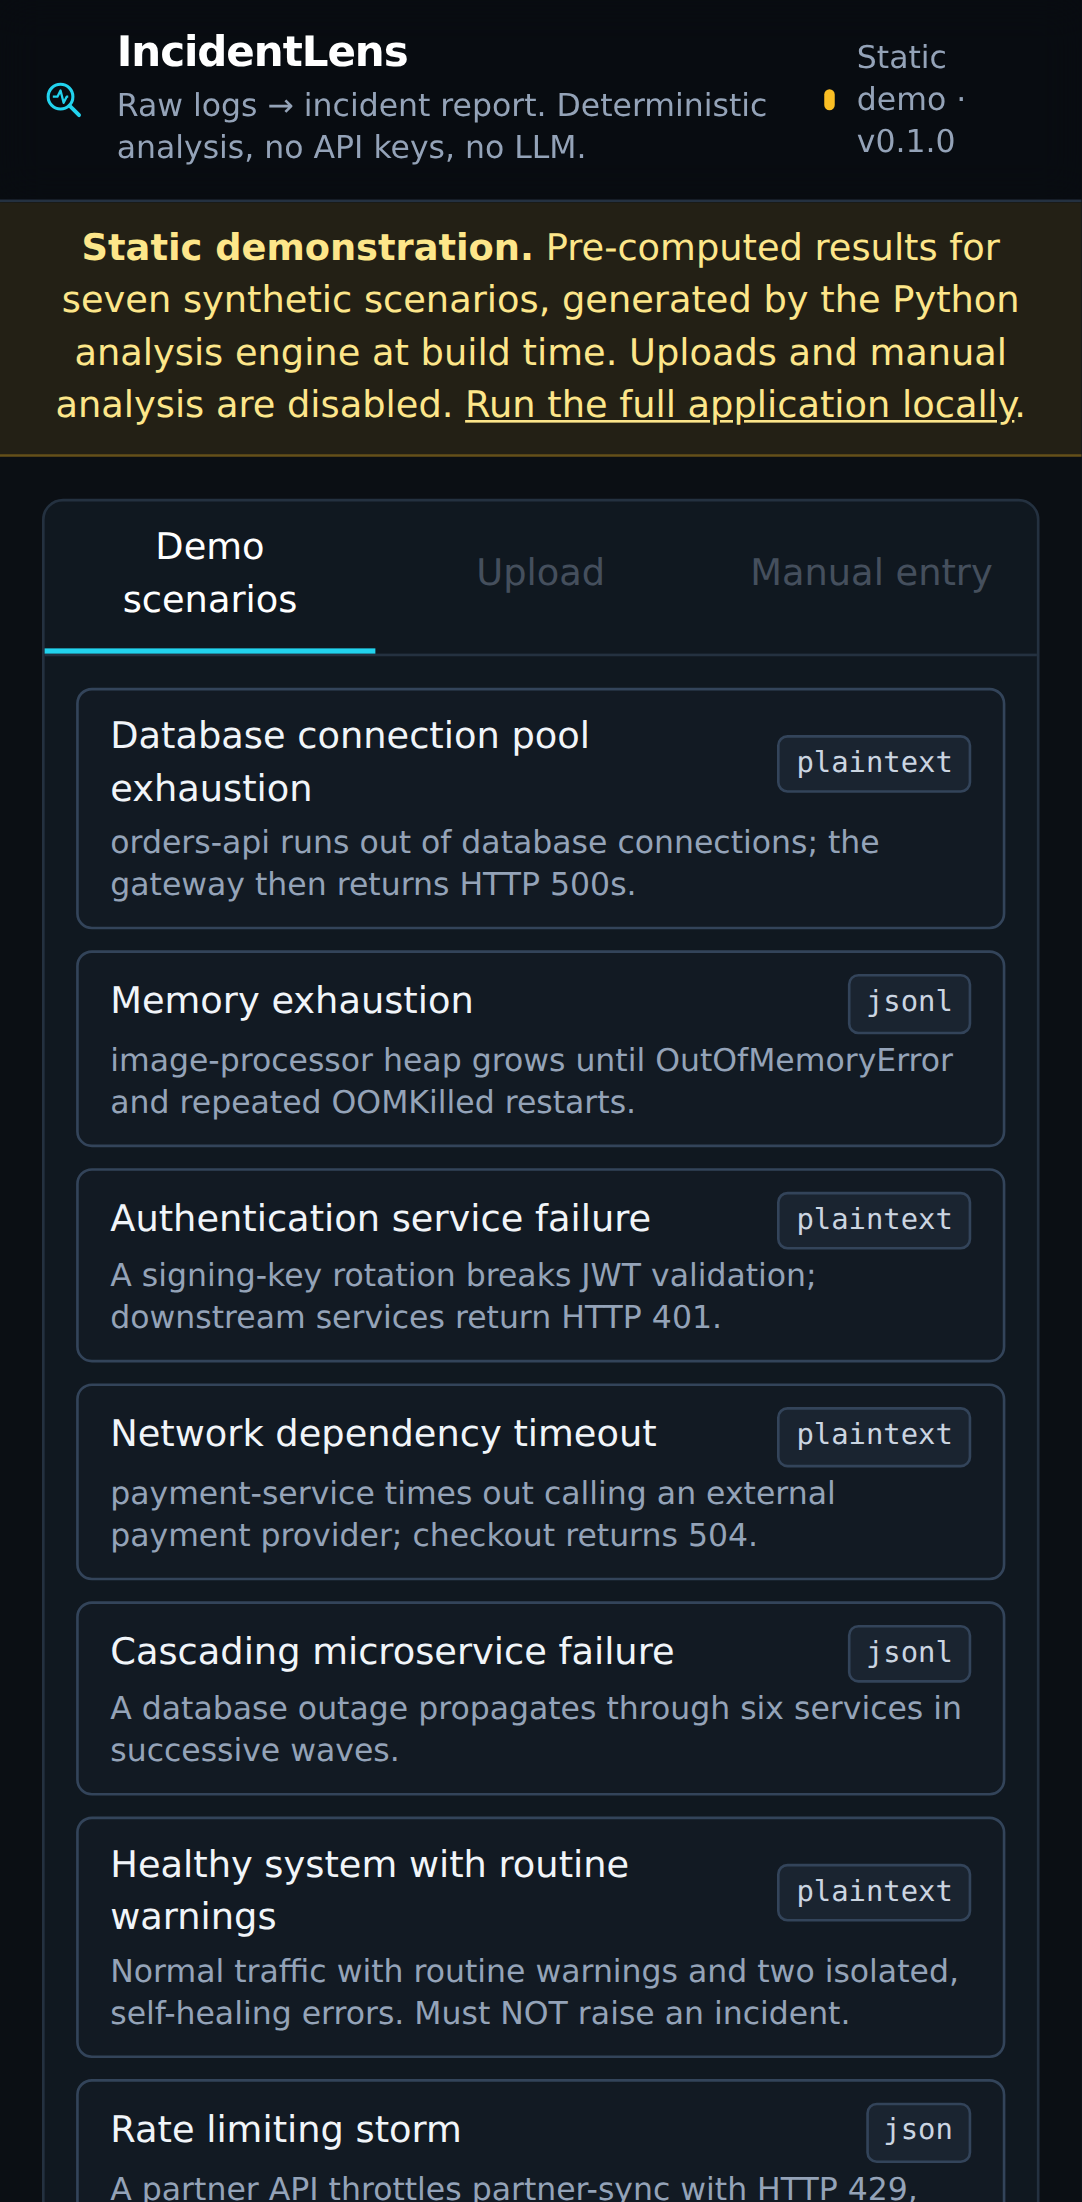 IncidentLens
Raw logs → incident report. Deterministic
analysis, no API keys, no LLM.
Static
demo ·
v0.1.0
Static demonstration. Pre-computed results for
seven synthetic scenarios, generated by the Python
analysis engine at build time. Uploads and manual
analysis are disabled. Run the full application locally.
Demo
scenarios
Upload
Manual entry
Database connection pool
exhaustion
plaintext
orders-api runs out of database connections; the
gateway then returns HTTP 500s.
Memory exhaustion
jsonl
image-processor heap grows until OutOfMemoryError
and repeated OOMKilled restarts.
Authentication service failure
plaintext
A signing-key rotation breaks JWT validation;
downstream services return HTTP 401.
Network dependency timeout
plaintext
payment-service times out calling an external
payment provider; checkout returns 504.
Cascading microservice failure
jsonl
A database outage propagates through six services in
successive waves.
Healthy system with routine
warnings
plaintext
Normal traffic with routine warnings and two isolated,
self-healing errors. Must NOT raise an incident.
Rate limiting storm
json
A partner API throttles partner-sync with HTTP 429,